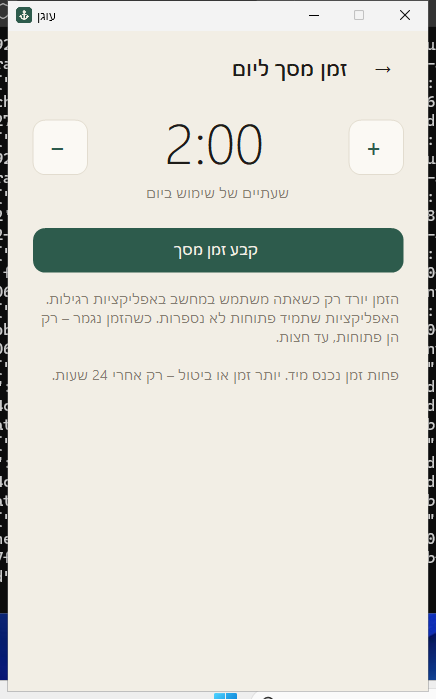 עוגן
זמן מסך ליום
→
+
2:00
−
שעתיים של שימוש ביום
קבע זמן מסך
הזמן יורד רק כשאתה משתמש במחשב באפליקציות רגילות.
האפליקציות שתמיד פתוחות לא נספרות. כשהזמן נגמר – רק
הן פתוחות, עד חצות.
פחות זמן נכנס מיד. יותר זמן או ביטול – רק אחרי 24 שעות.